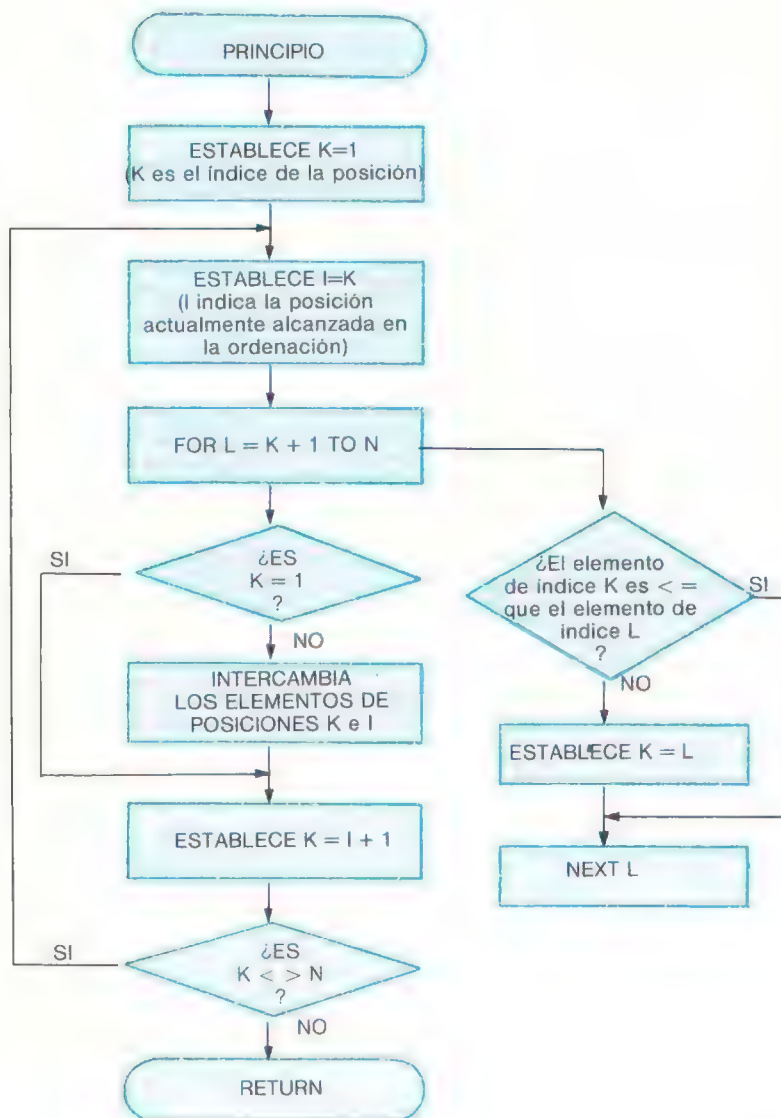 PRINCIPIO
ESTABLECE K=1
(K es el índice de la posición)
ESTABLECE I=K
(I indica la posición
actualmente alcanzada en
la ordenación)
FOR L = K + 1 TO N
¿ES
K = 1
?
SI
NO
INTERCAMBIA
LOS ELEMENTOS DE
POSICIONES K e I
ESTABLECE K = I + 1
¿ES
K < > N
?
SI
NO
RETURN
¿El elemento
de indice K es < =
que el elemento de
indice L
?
SI
NO
ESTABLECE K = L
NEXT L